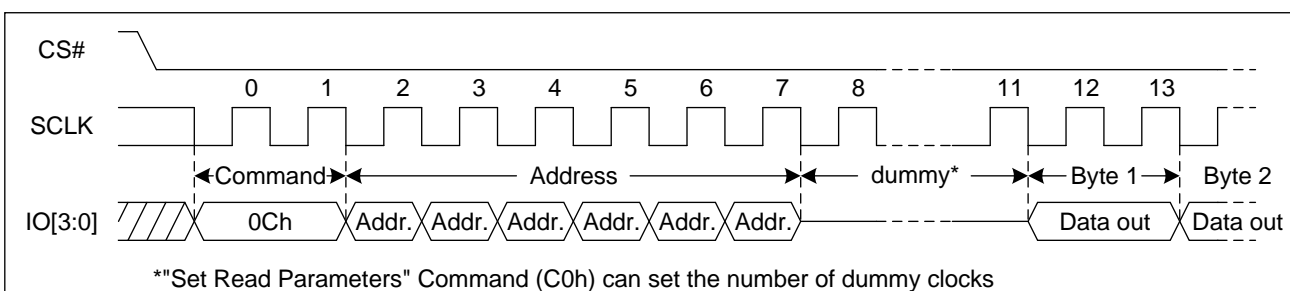 CS#
0 1 2 3 4 5 6 7 8 11 12 13
SCLK
Command Address dummy* Byte 1 Byte 2
IO[3:0] 0Ch Addr. Addr. Addr. Addr. Addr. Addr. Data out Data out
*"Set Read Parameters" Command (C0h) can set the number of dummy clocks